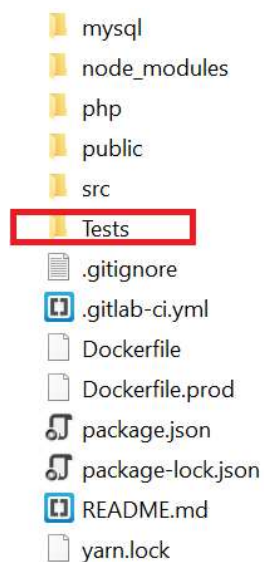 mysql
node_modules
php
public
src
Tests
.gitignore
.gitlab-ci.yml
Dockerfile
Dockerfile.prod
package.json
package-lock.json
README.md
yarn.lock